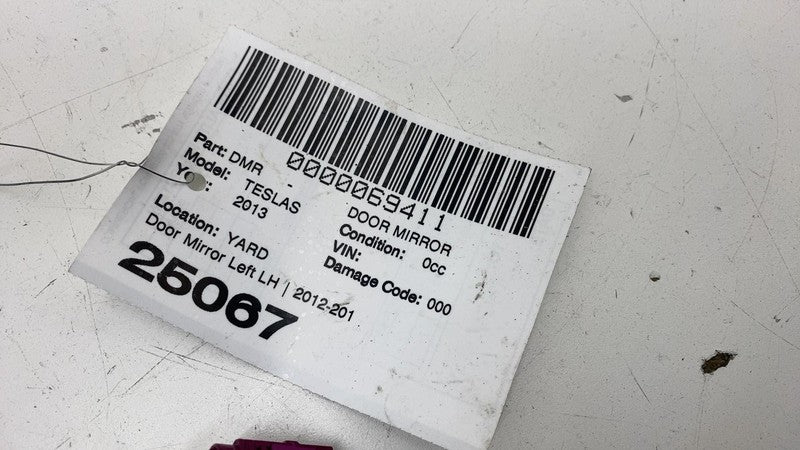 0000069411
Part: DMR - DOOR MIRROR
Model: TESLAS Condition: 0cc
2013 VIN:
Location: YARD Damage Code: 000
Door Mirror Left LH | 2012-201
25067